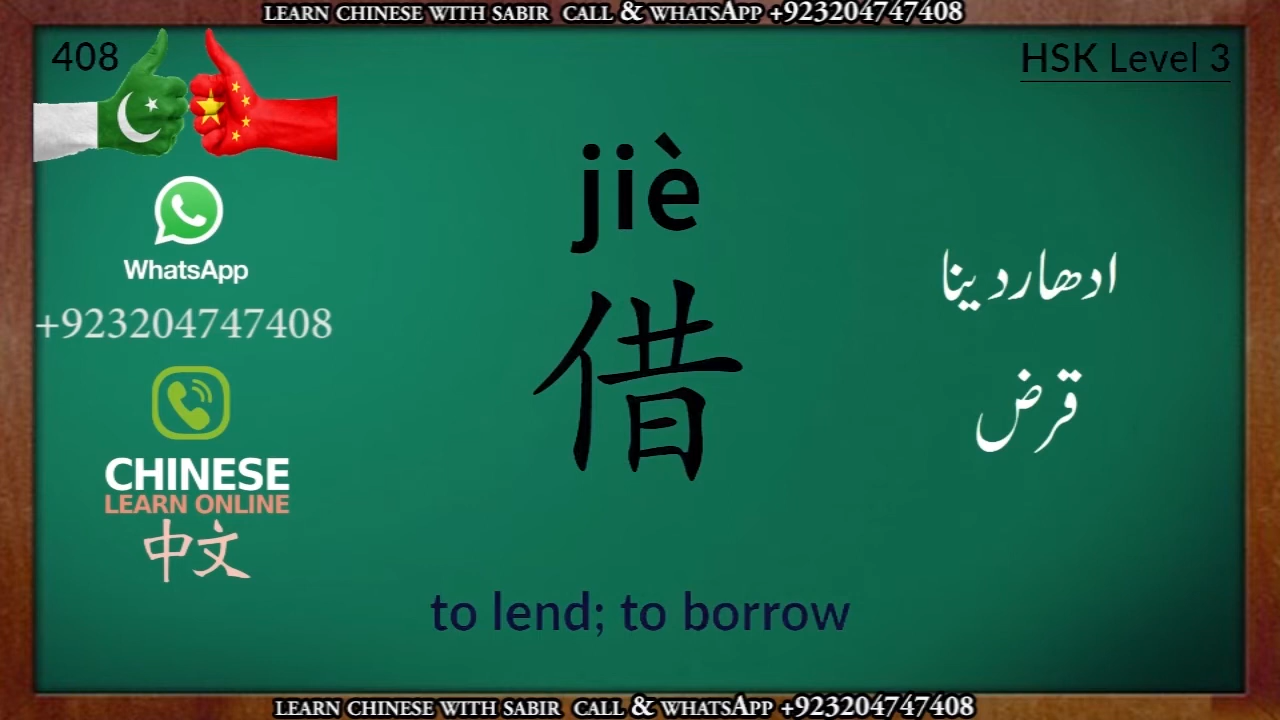 LEARN CHINESE WITH SABIR CALL & WHATSAPP +923204747408
408
HSK Level 3
WhatsApp
+923204747408
CHINESE
LEARN ONLINE
中文
jiè
借
ادھار دینا
قرض
to lend; to borrow
LEARN CHINESE WITH SABIR CALL & WHATSAPP +923204747408